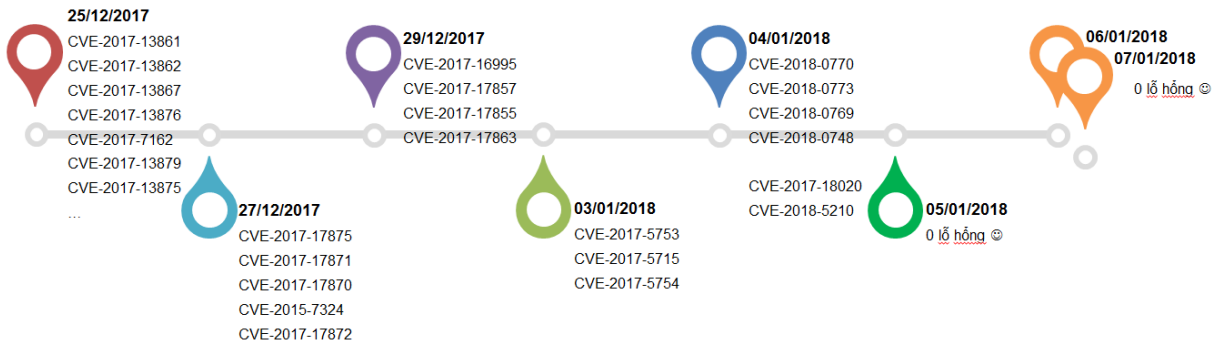 25/12/2017
CVE-2017-13861
CVE-2017-13862
CVE-2017-13867
CVE-2017-13876
CVE-2017-7162
CVE-2017-13879
CVE-2017-13875
...
27/12/2017
CVE-2017-17875
CVE-2017-17871
CVE-2017-17870
CVE-2015-7324
CVE-2017-17872
29/12/2017
CVE-2017-16995
CVE-2017-17857
CVE-2017-17855
CVE-2017-17863
03/01/2018
CVE-2017-5753
CVE-2017-5715
CVE-2017-5754
04/01/2018
CVE-2018-0770
CVE-2018-0773
CVE-2018-0769
CVE-2018-0748
CVE-2017-18020
CVE-2018-5210
05/01/2018
0 lỗ hổng ☺
06/01/2018
07/01/2018
0 lỗ hổng ☺